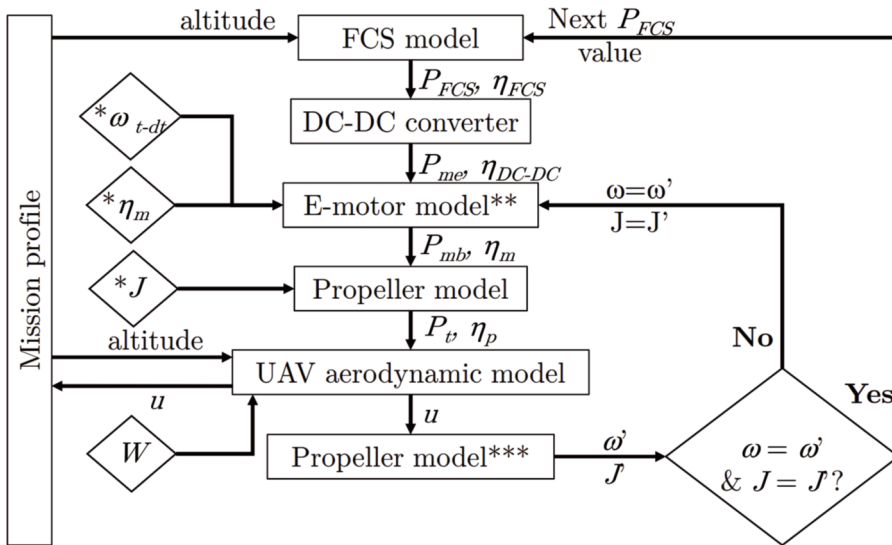 altitude
Next P_FCS
value
FCS model
P_FCS, η_FCS
* ω t-dt
DC-DC converter
P_me, η_DC-DC
ω=ω'
J=J'
* η_m
E-motor model**
P_mb, η_m
* J
Propeller model
Mission profile
P_t, η_p
altitude
No
UAV aerodynamic model
Yes
u
u
W
Propeller model***
ω'
J'
ω = ω'
& J = J'?